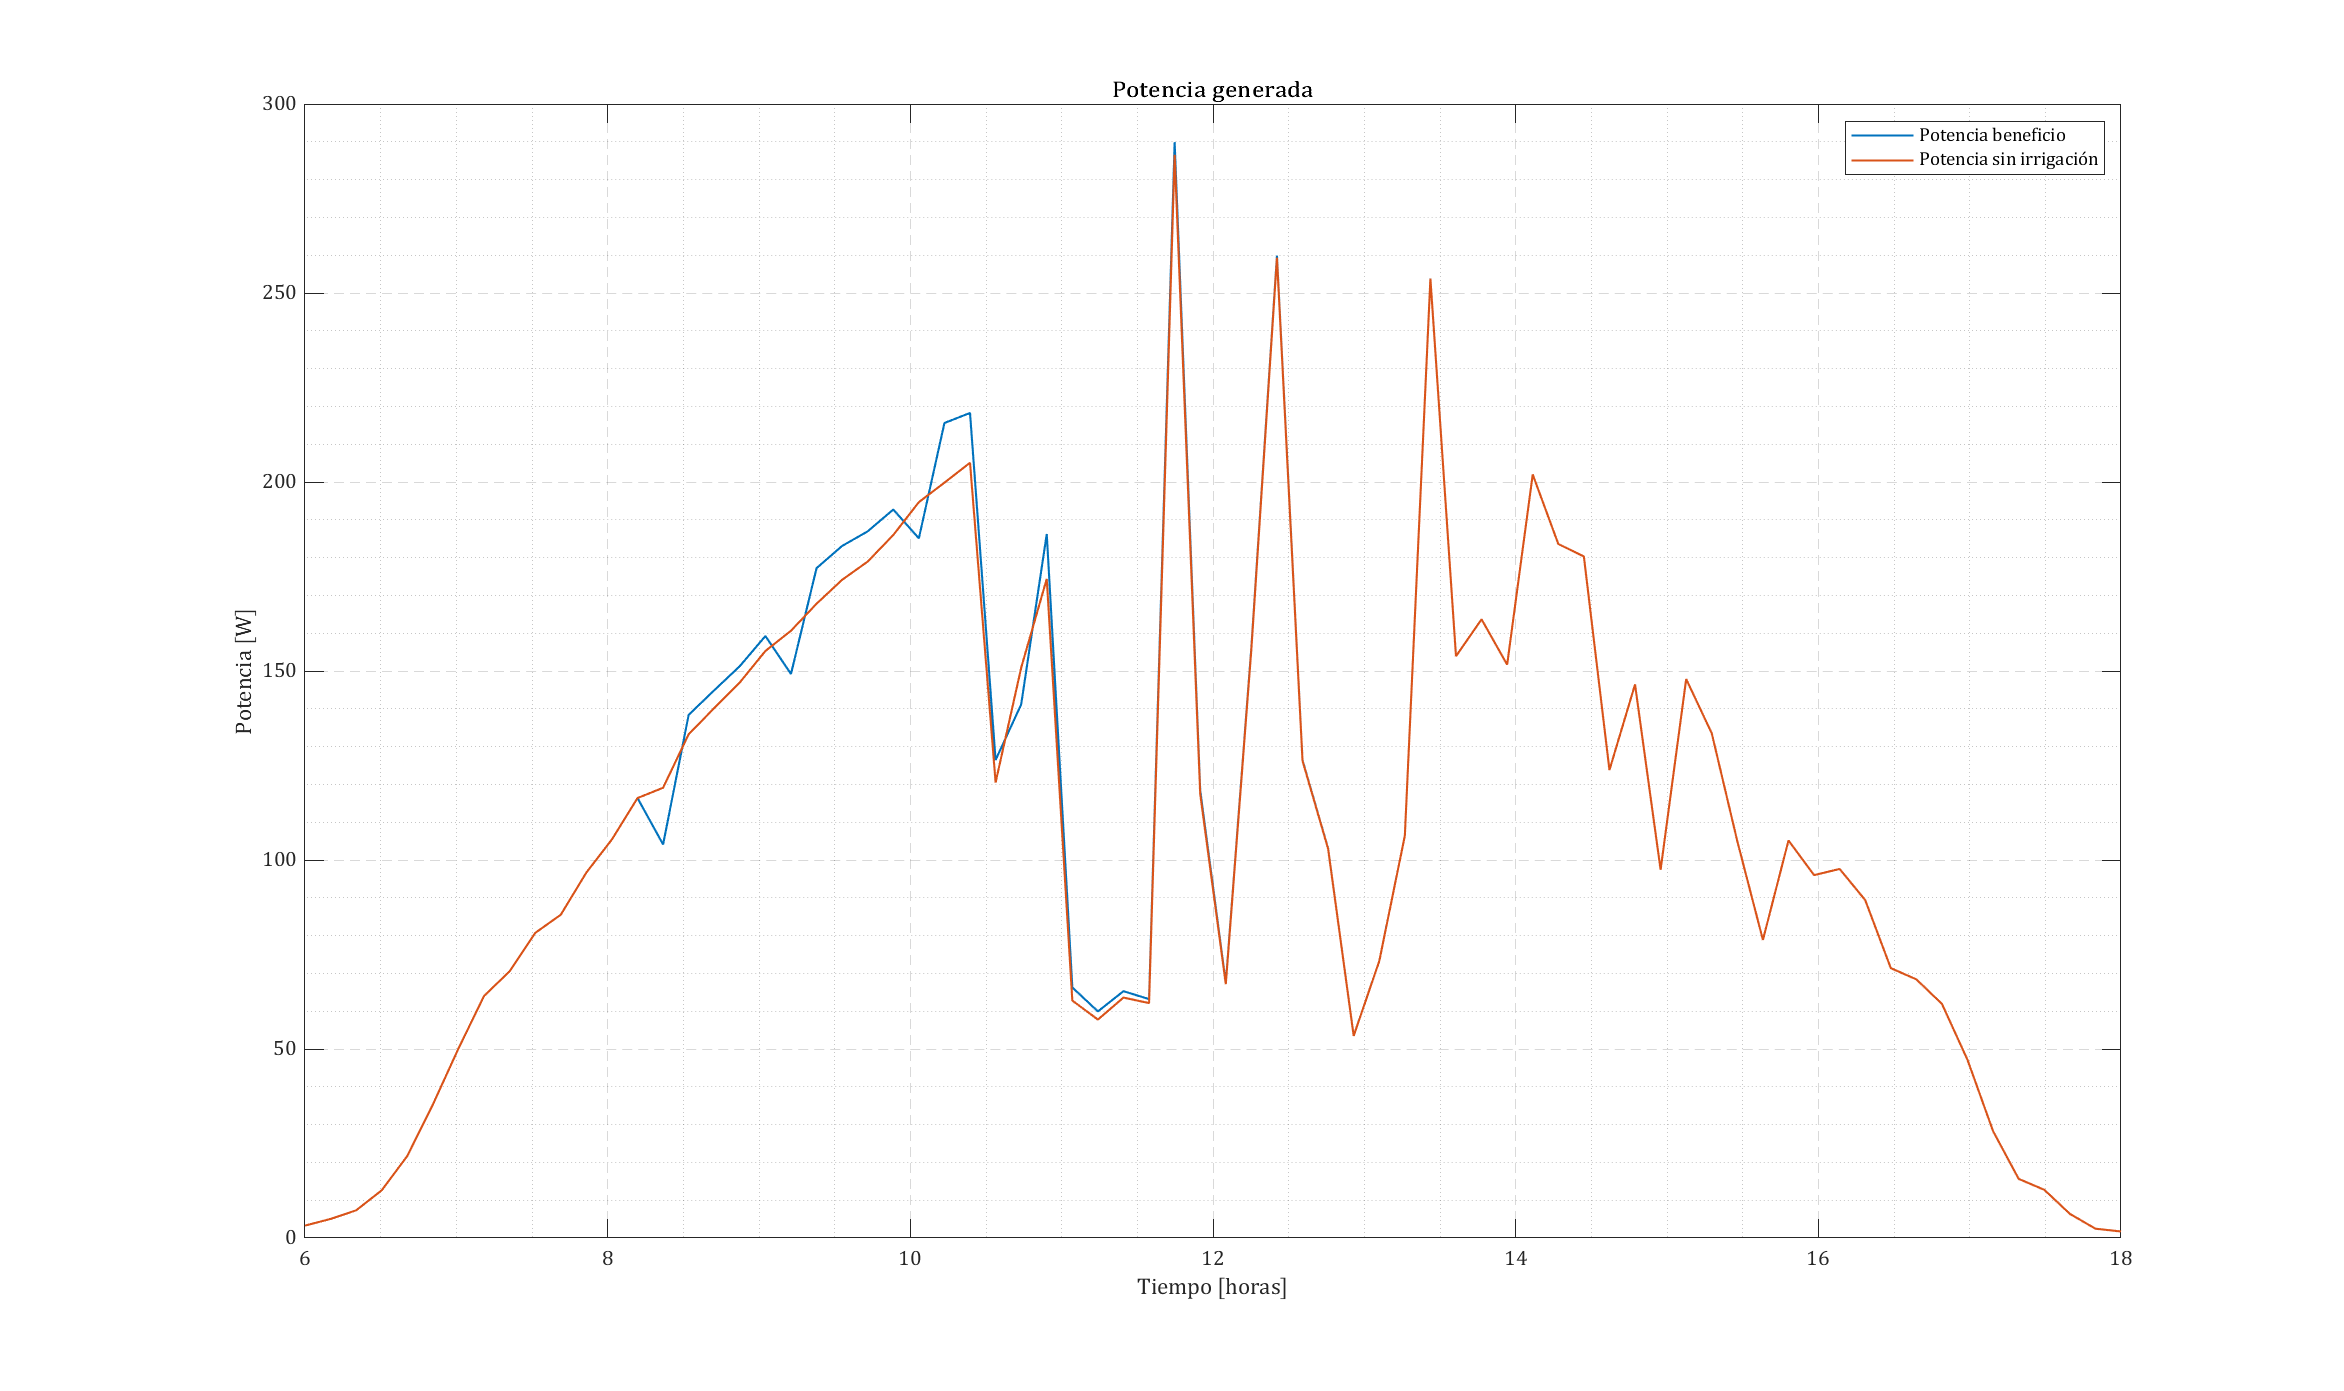 Potencia generada
300
250
200
150
100
50
0
Potencia [W]
Potencia beneficio
Potencia sin irrigación
6 8 10 12 14 16 18
Tiempo [horas]